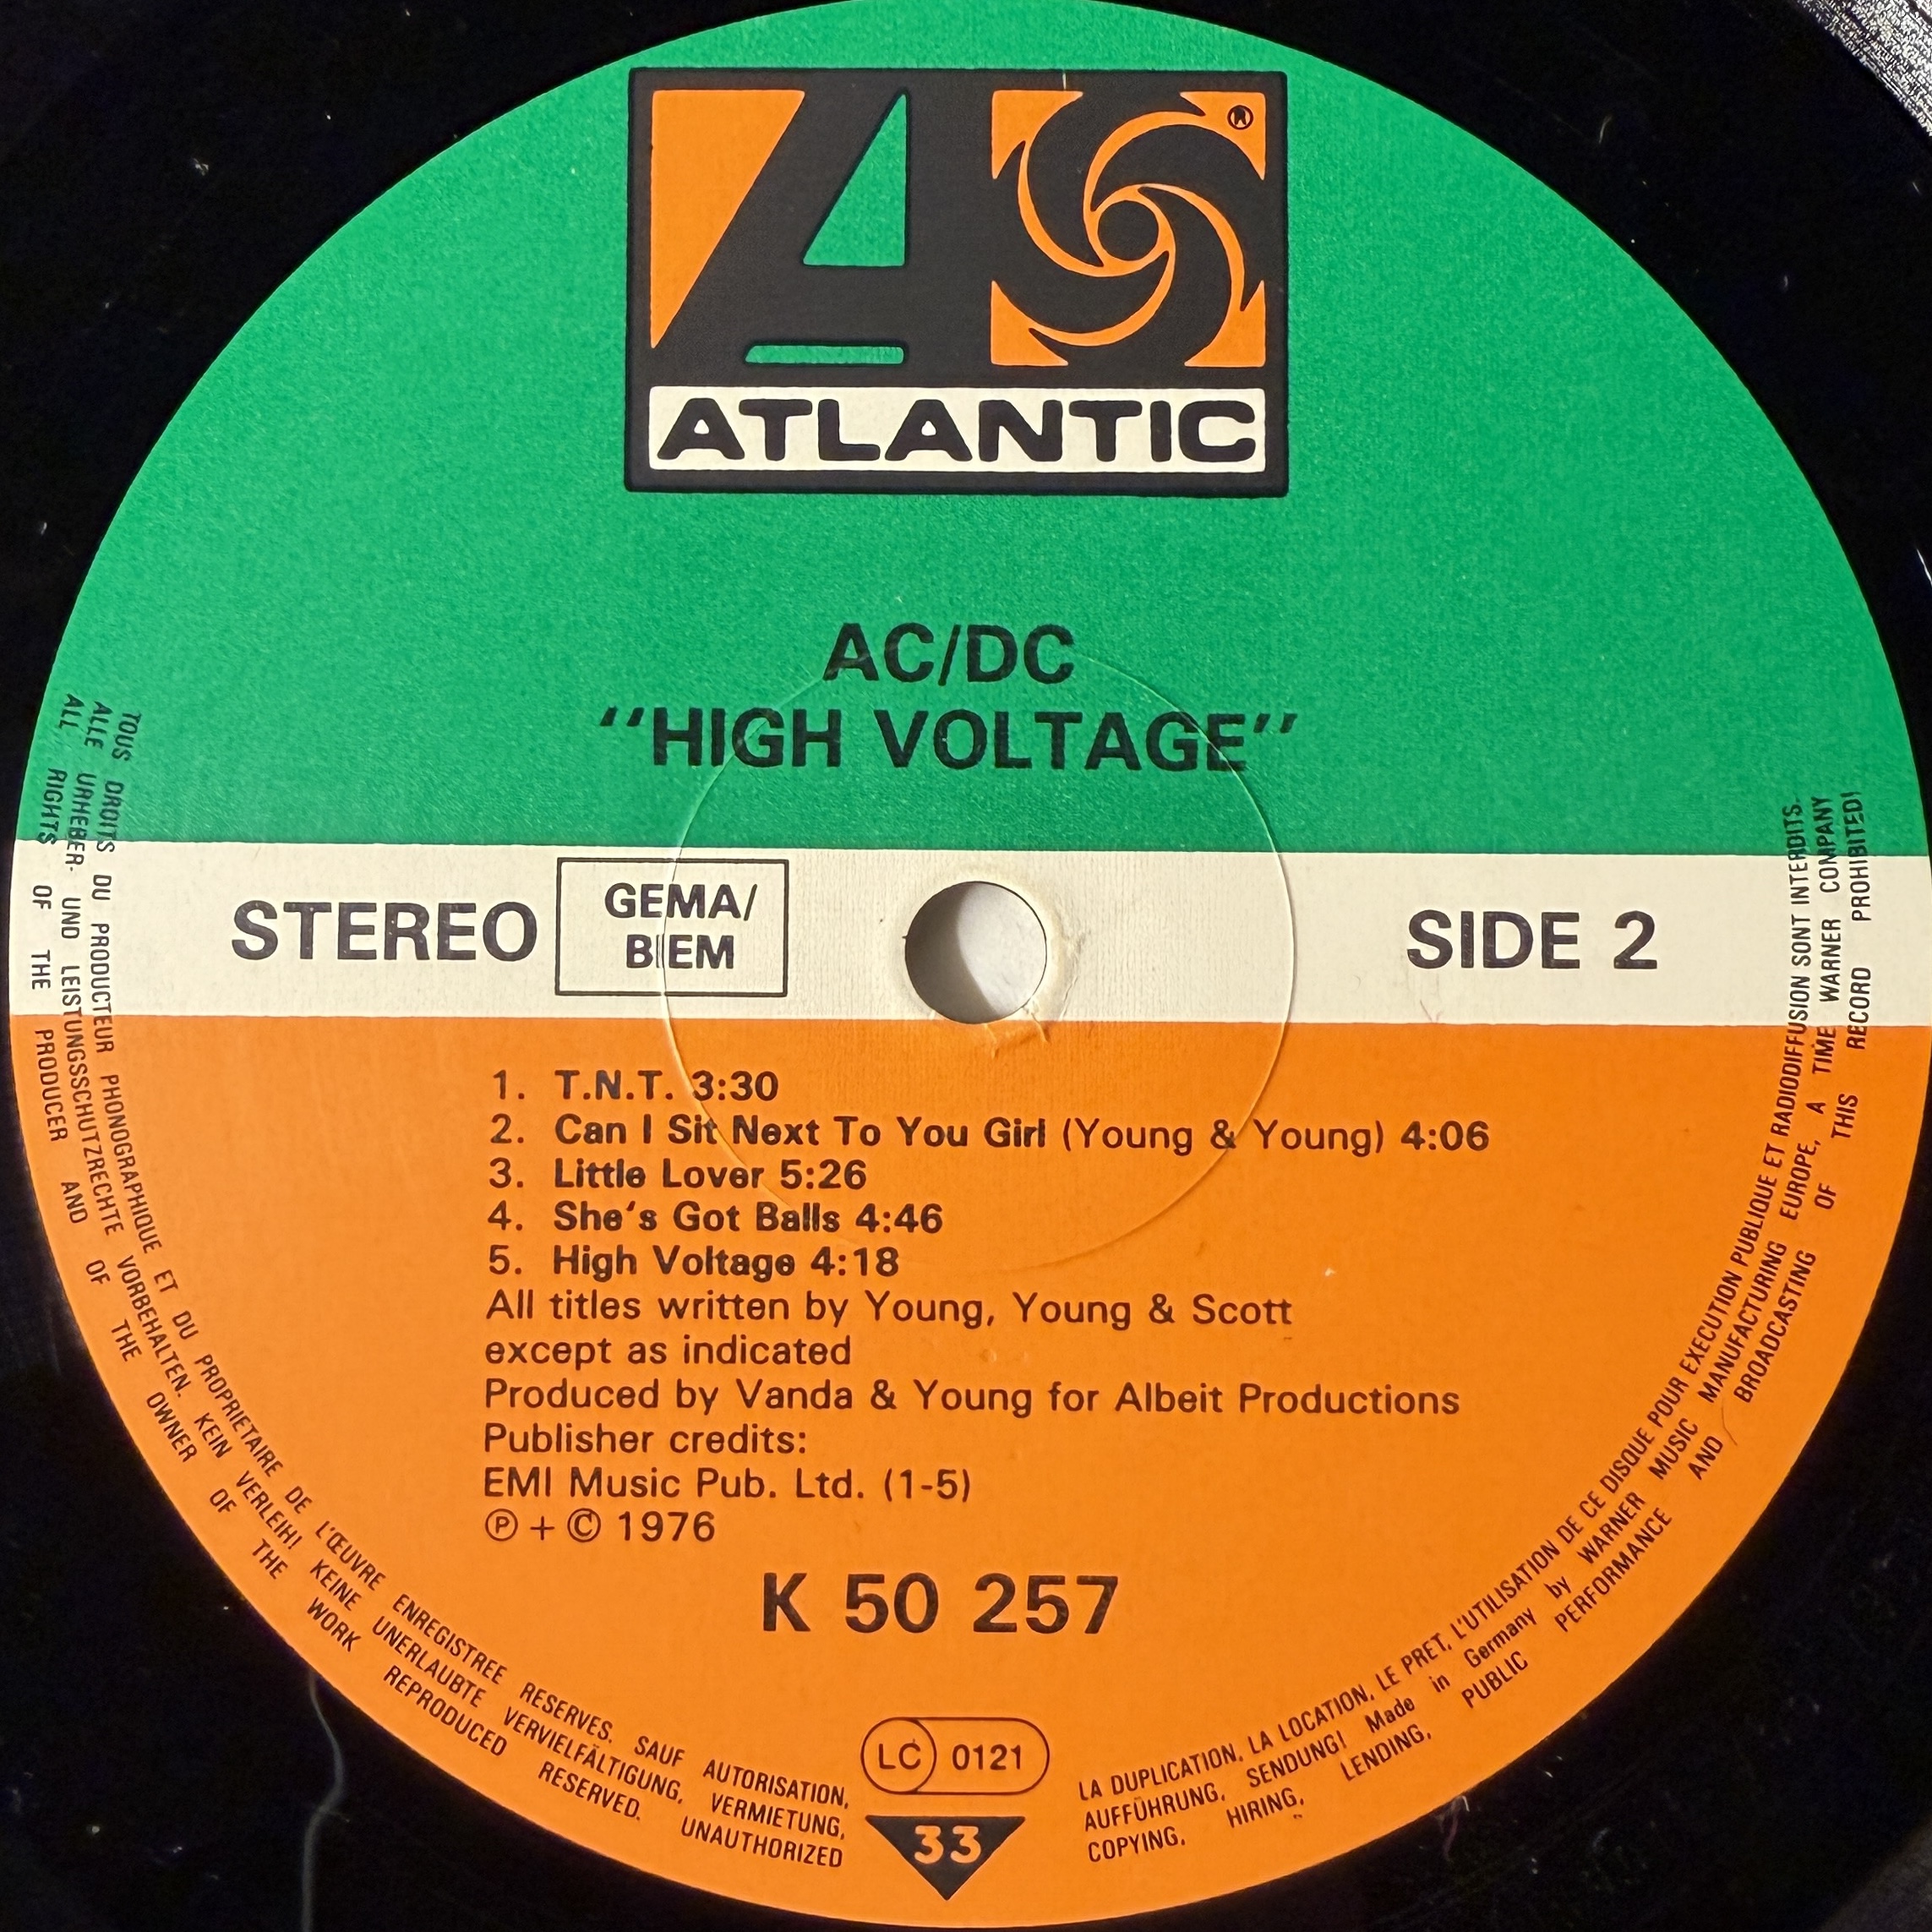 ATLANTIC
®
AC/DC
"HIGH VOLTAGE"
STEREO
GEMA/
BIEM
SIDE 2
1. T.N.T. 3:30
2. Can I Sit Next To You Girl (Young & Young) 4:06
3. Little Lover 5:26
4. She's Got Balls 4:46
5. High Voltage 4:18
All titles written by Young, Young & Scott
except as indicated
Produced by Vanda & Young for Albeit Productions
Publisher credits:
EMI Music Pub. Ltd. (1-5)
℗ + © 1976
K 50 257
LC 0121
33
TOUS DROITS DU PRODUCTEUR PHONOGRAPHIQUE ET DU PROPRIETAIRE DE L'ŒUVRE ENREGISTREE RESERVES. SAUF AUTORISATION, LA DUPLICATION, LA LOCATION, LE PRET, L'UTILISATION DE CE DISQUE POUR EXECUTION PUBLIQUE ET RADIODIFFUSION SONT INTERDITS.
ALLE URHEBER- UND LEISTUNGSSCHUTZRECHTE VORBEHALTEN. KEIN VERLEIH! KEINE UNERLAUBTE VERVIELFÄLTIGUNG, VERMIETUNG, AUFFÜHRUNG, SENDUNG! Made in Germany by WARNER MUSIC MANUFACTURING EUROPE, A TIME WARNER COMPANY
ALL RIGHTS OF THE PRODUCER AND OF THE OWNER OF THE WORK REPRODUCED RESERVED. UNAUTHORIZED COPYING, HIRING, LENDING, PUBLIC PERFORMANCE AND BROADCASTING OF THIS RECORD PROHIBITED!